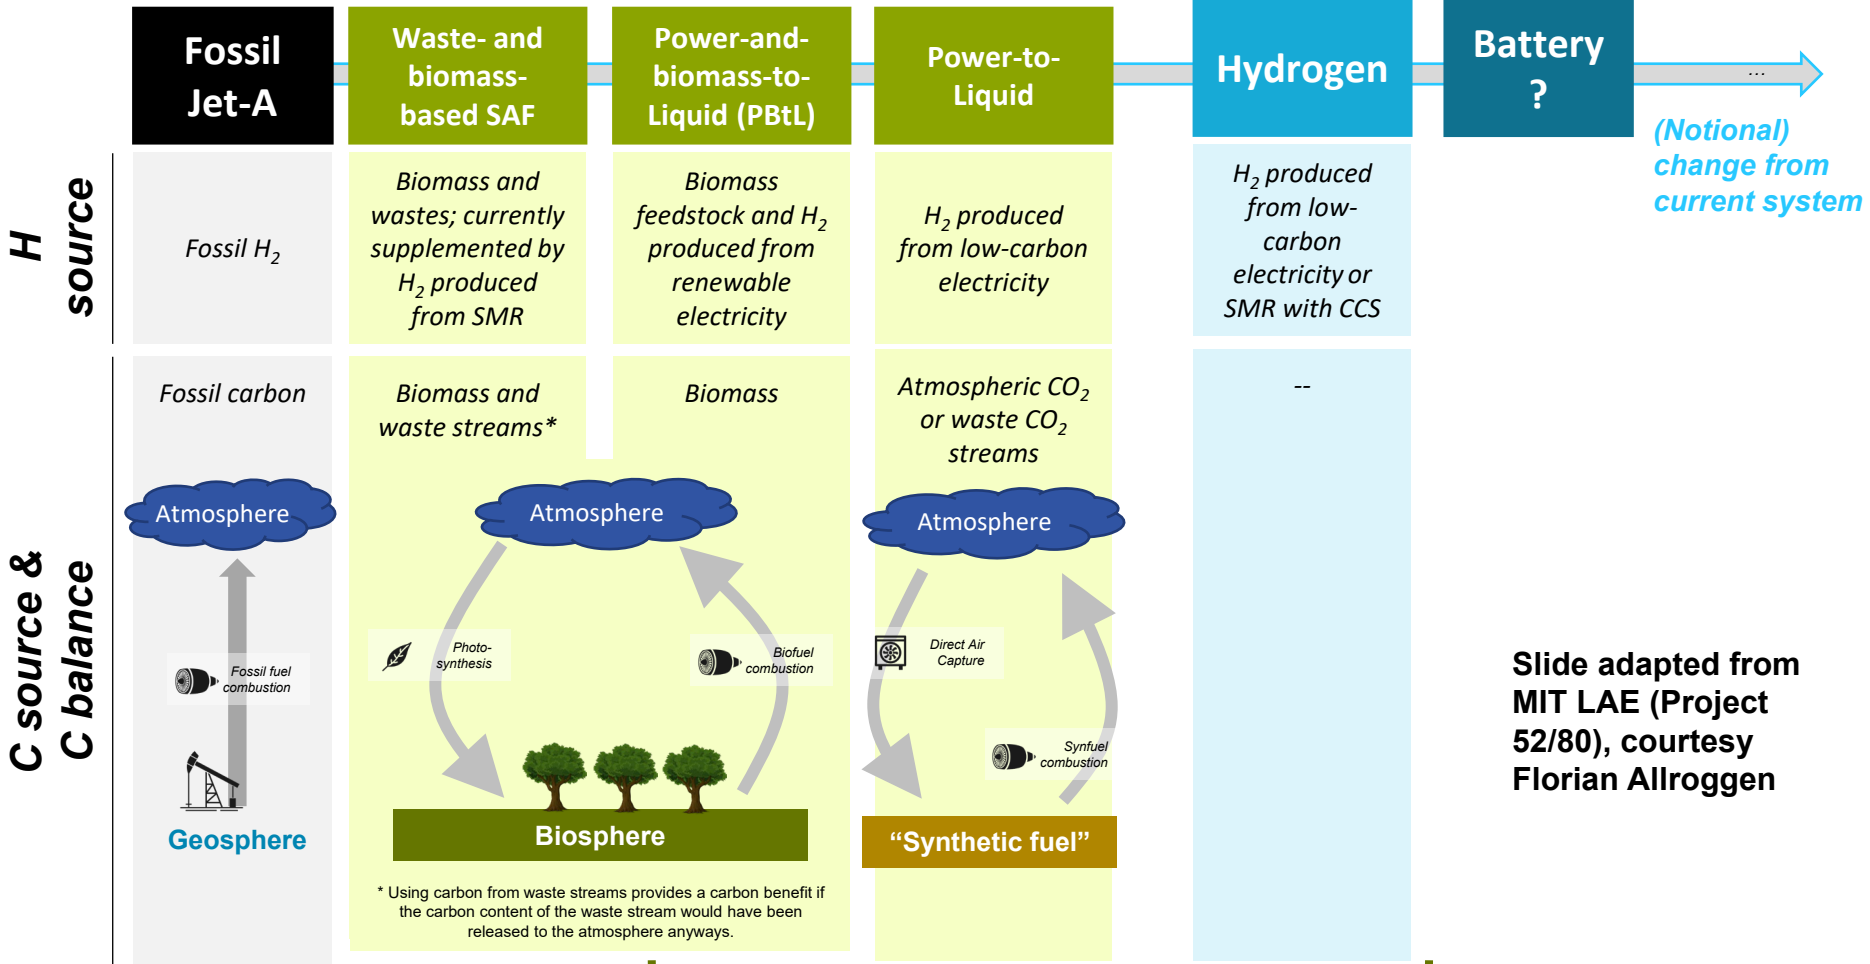 Fossil
Jet-A
Waste- and
biomass-
based SAF
Power-and-
biomass-to-
Liquid (PBtL)
Power-to-
Liquid
Hydrogen
Battery
?
...
(Notional)
change from
current system
H
source
Fossil H2
Biomass and
wastes; currently
supplemented by
H2 produced
from SMR
Biomass
feedstock and H2
produced from
renewable
electricity
H2 produced
from low-carbon
electricity
H2 produced
from low-
carbon
electricity or
SMR with CCS
C source &
C balance
Fossil carbon
Biomass and
waste streams*
Biomass
Atmospheric CO2
or waste CO2
streams
--
Atmosphere
Atmosphere
Atmosphere
Fossil fuel
combustion
Photo-
synthesis
Biofuel
combustion
Direct Air
Capture
Synfuel
combustion
Geosphere
Biosphere
“Synthetic fuel”
* Using carbon from waste streams provides a carbon benefit if
the carbon content of the waste stream would have been
released to the atmosphere anyways.
Slide adapted from
MIT LAE (Project
52/80), courtesy
Florian Allroggen